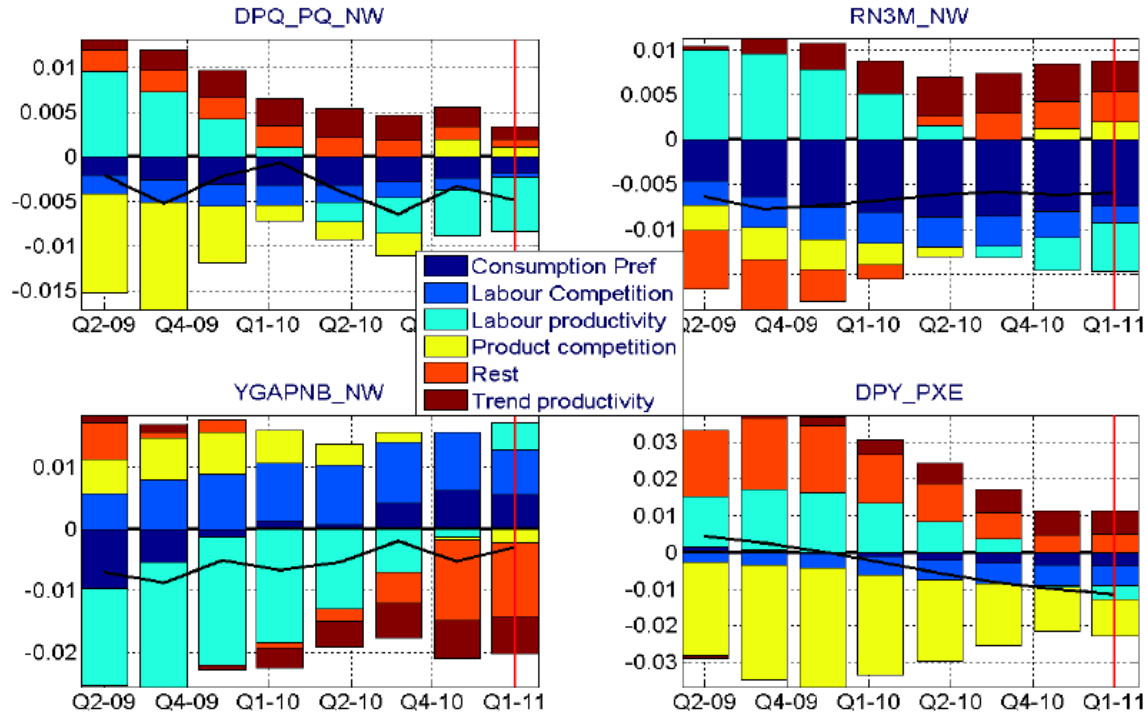 DPQ_PQ_NW
RN3M_NW
0.01
0.005
0
-0.005
-0.01
-0.015
0.01
0.005
0
-0.005
-0.01
Q2-09 Q4-09 Q1-10 Q2-10 Q4-10 Q1-11
Q2-09 Q4-09 Q1-10 Q2-10 Q4-10 Q1-11
Consumption Pref
Labour Competition
Labour productivity
Product competition
Rest
Trend productivity
YGAPNB_NW
DPY_PXE
0.01
0
-0.01
-0.02
0.03
0.02
0.01
0
-0.01
-0.02
-0.03
Q2-09 Q4-09 Q1-10 Q2-10 Q4-10 Q1-11
Q2-09 Q4-09 Q1-10 Q2-10 Q4-10 Q1-11